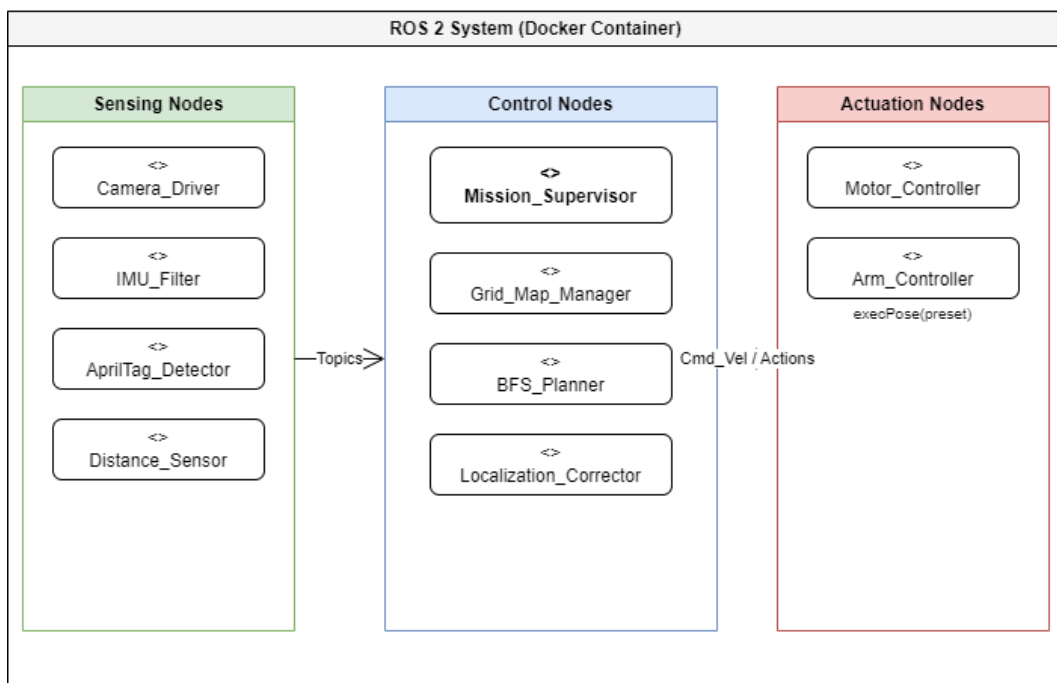 ROS 2 System (Docker Container)
Sensing Nodes
<>
Camera_Driver
<>
IMU_Filter
<>
AprilTag_Detector
<>
Distance_Sensor
Topics
Control Nodes
<>
Mission_Supervisor
<>
Grid_Map_Manager
<>
BFS_Planner
<>
Localization_Corrector
Cmd_Vel / Actions
Actuation Nodes
<>
Motor_Controller
<>
Arm_Controller
execPose(preset)